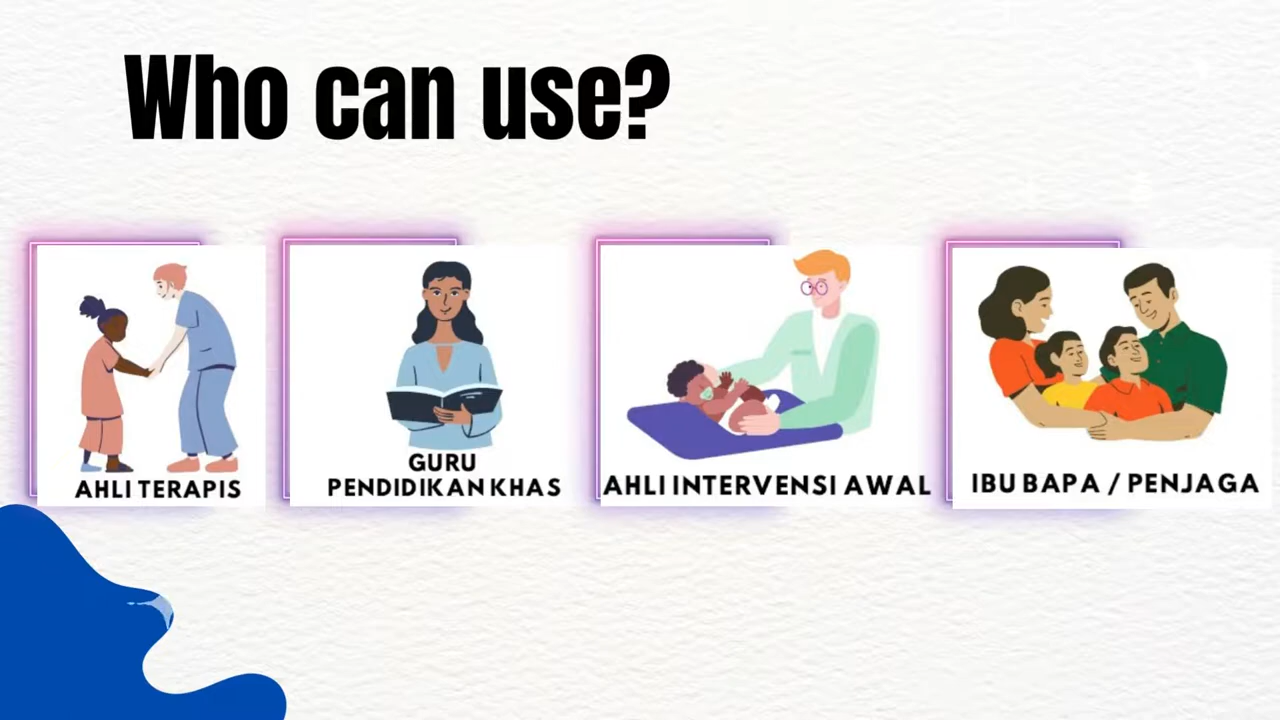 Who can use?
AHLI TERAPIS
GURU
PENDIDIKAN KHAS
AHLI INTERVENSI AWAL
IBU BAPA / PENJAGA